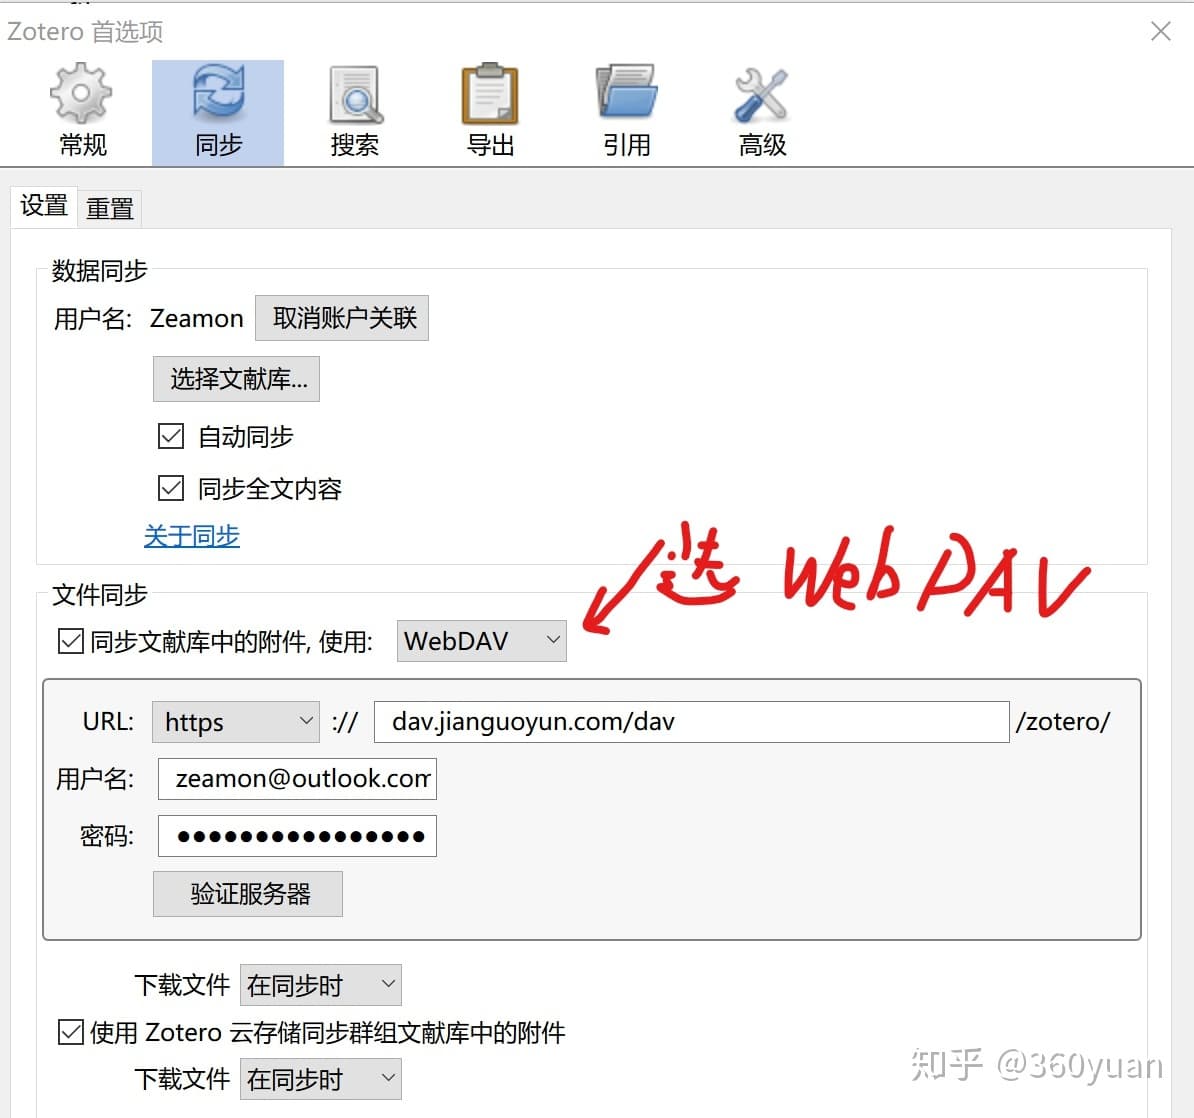 Zotero 首选项
常规 同步 搜索 导出 引用 高级
设置 重置
数据同步
用户名: Zeamon 取消账户关联
选择文献库...
自动同步
同步全文内容
关于同步
选 WebDAV
文件同步
同步文献库中的附件, 使用: WebDAV
URL: https :// dav.jianguoyun.com/dav /zotero/
用户名: zeamon@outlook.com
密码: ●●●●●●●●●●●●●●●●
验证服务器
下载文件 在同步时
使用 Zotero 云存储同步群组文献库中的附件
下载文件 在同步时
知乎 @360yuan